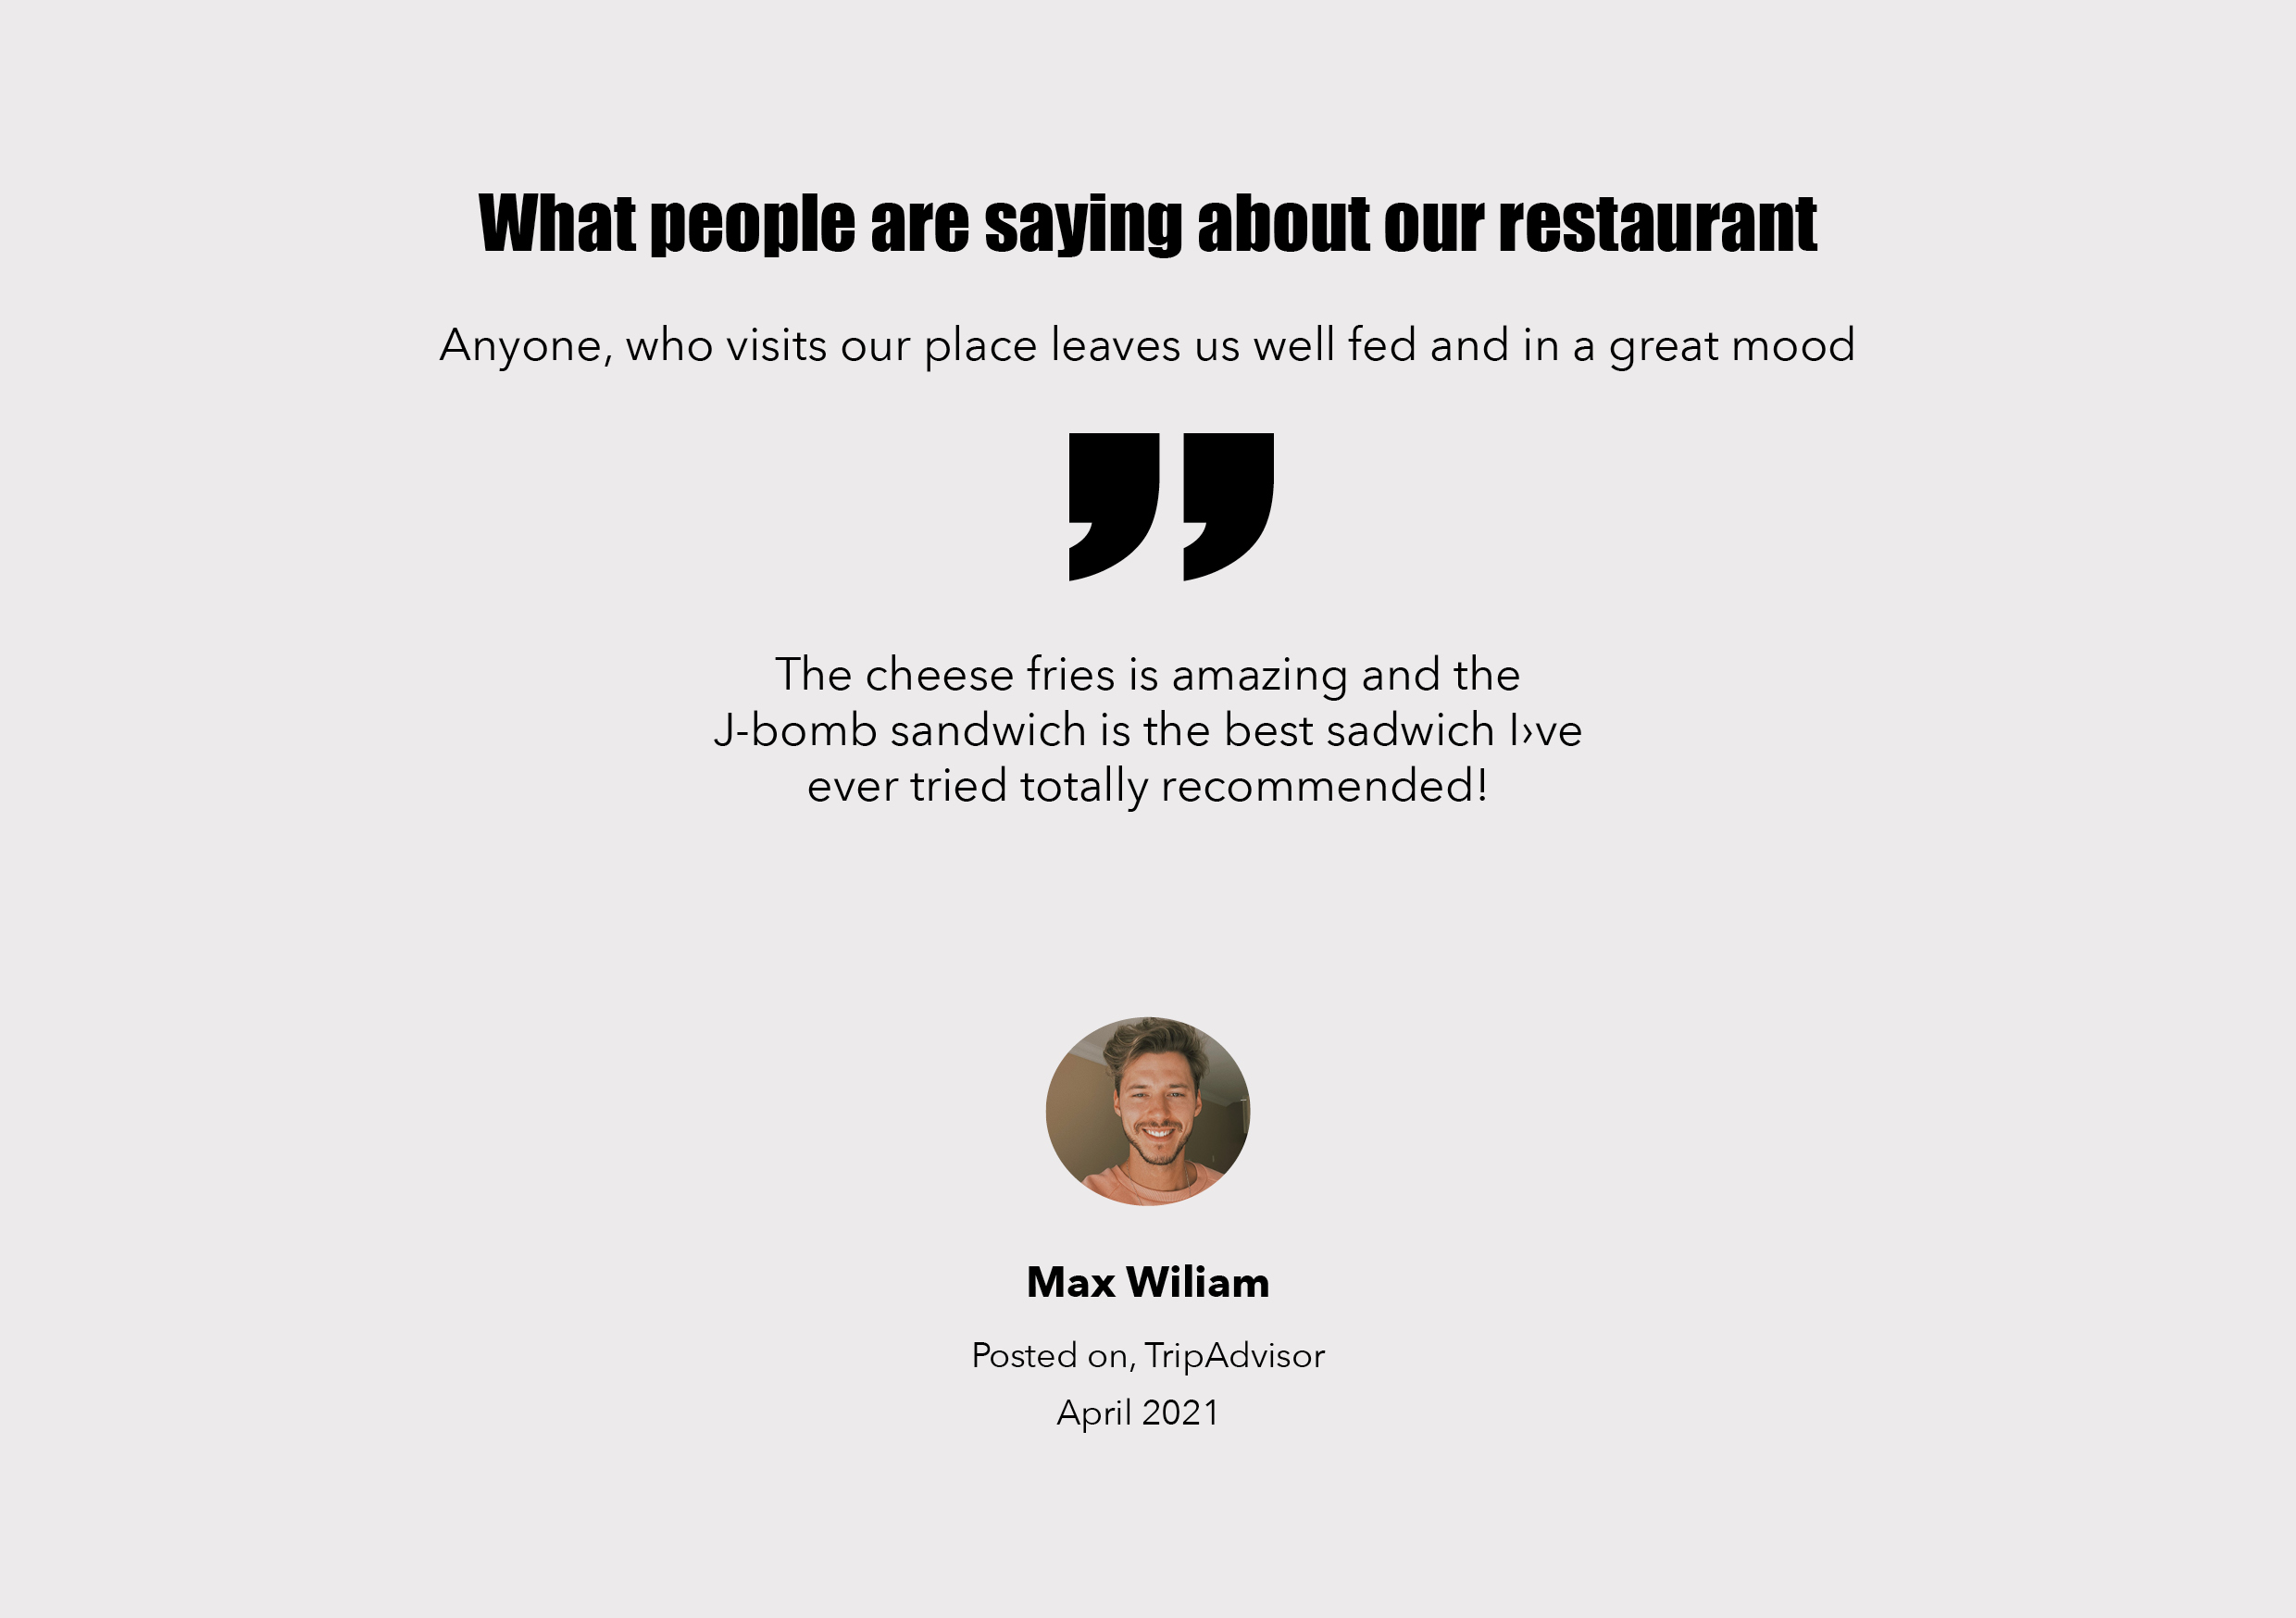 What people are saying about our restaurant
Anyone, who visits our place leaves us well fed and in a great mood
”
The cheese fries is amazing and the
J-bomb sandwich is the best sadwich I›ve
ever tried totally recommended!
Max Wiliam
Posted on, TripAdvisor
April 2021